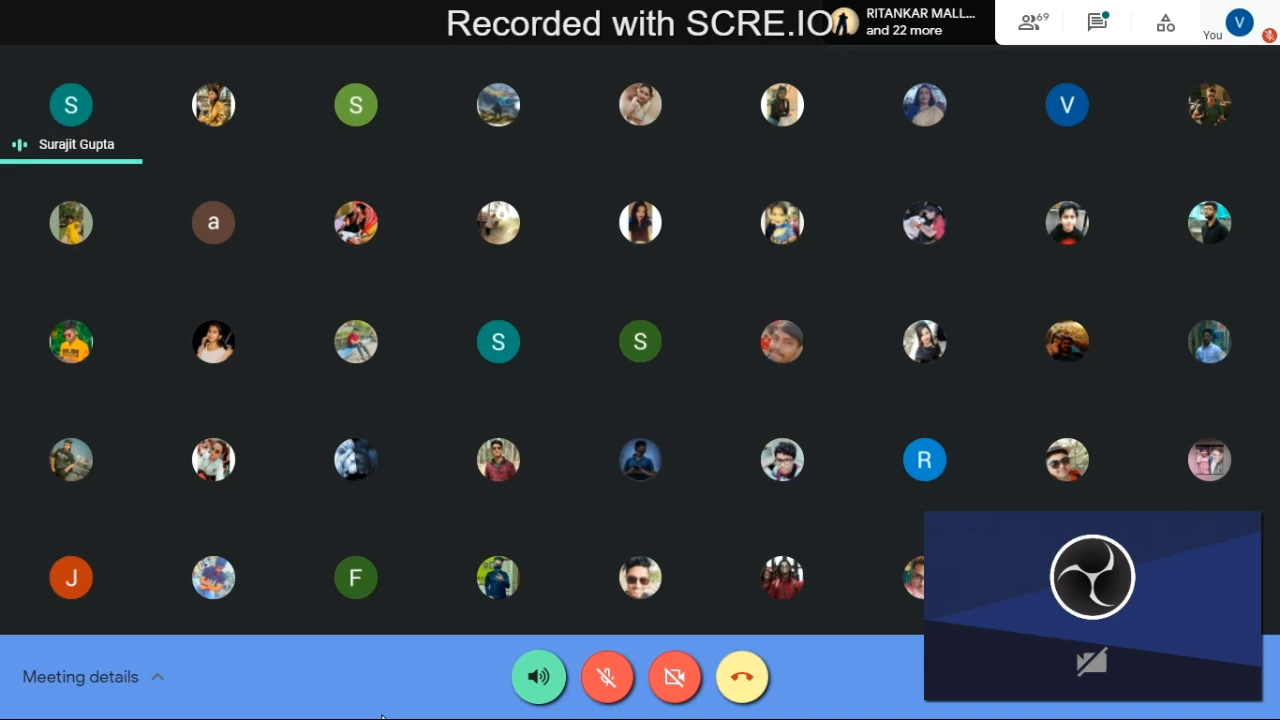 Recorded with SCRE.IO
RITANKAR MALL...
and 22 more
69
You
V
S
S
V
Surajit Gupta
a
S
S
R
J
F
Meeting details